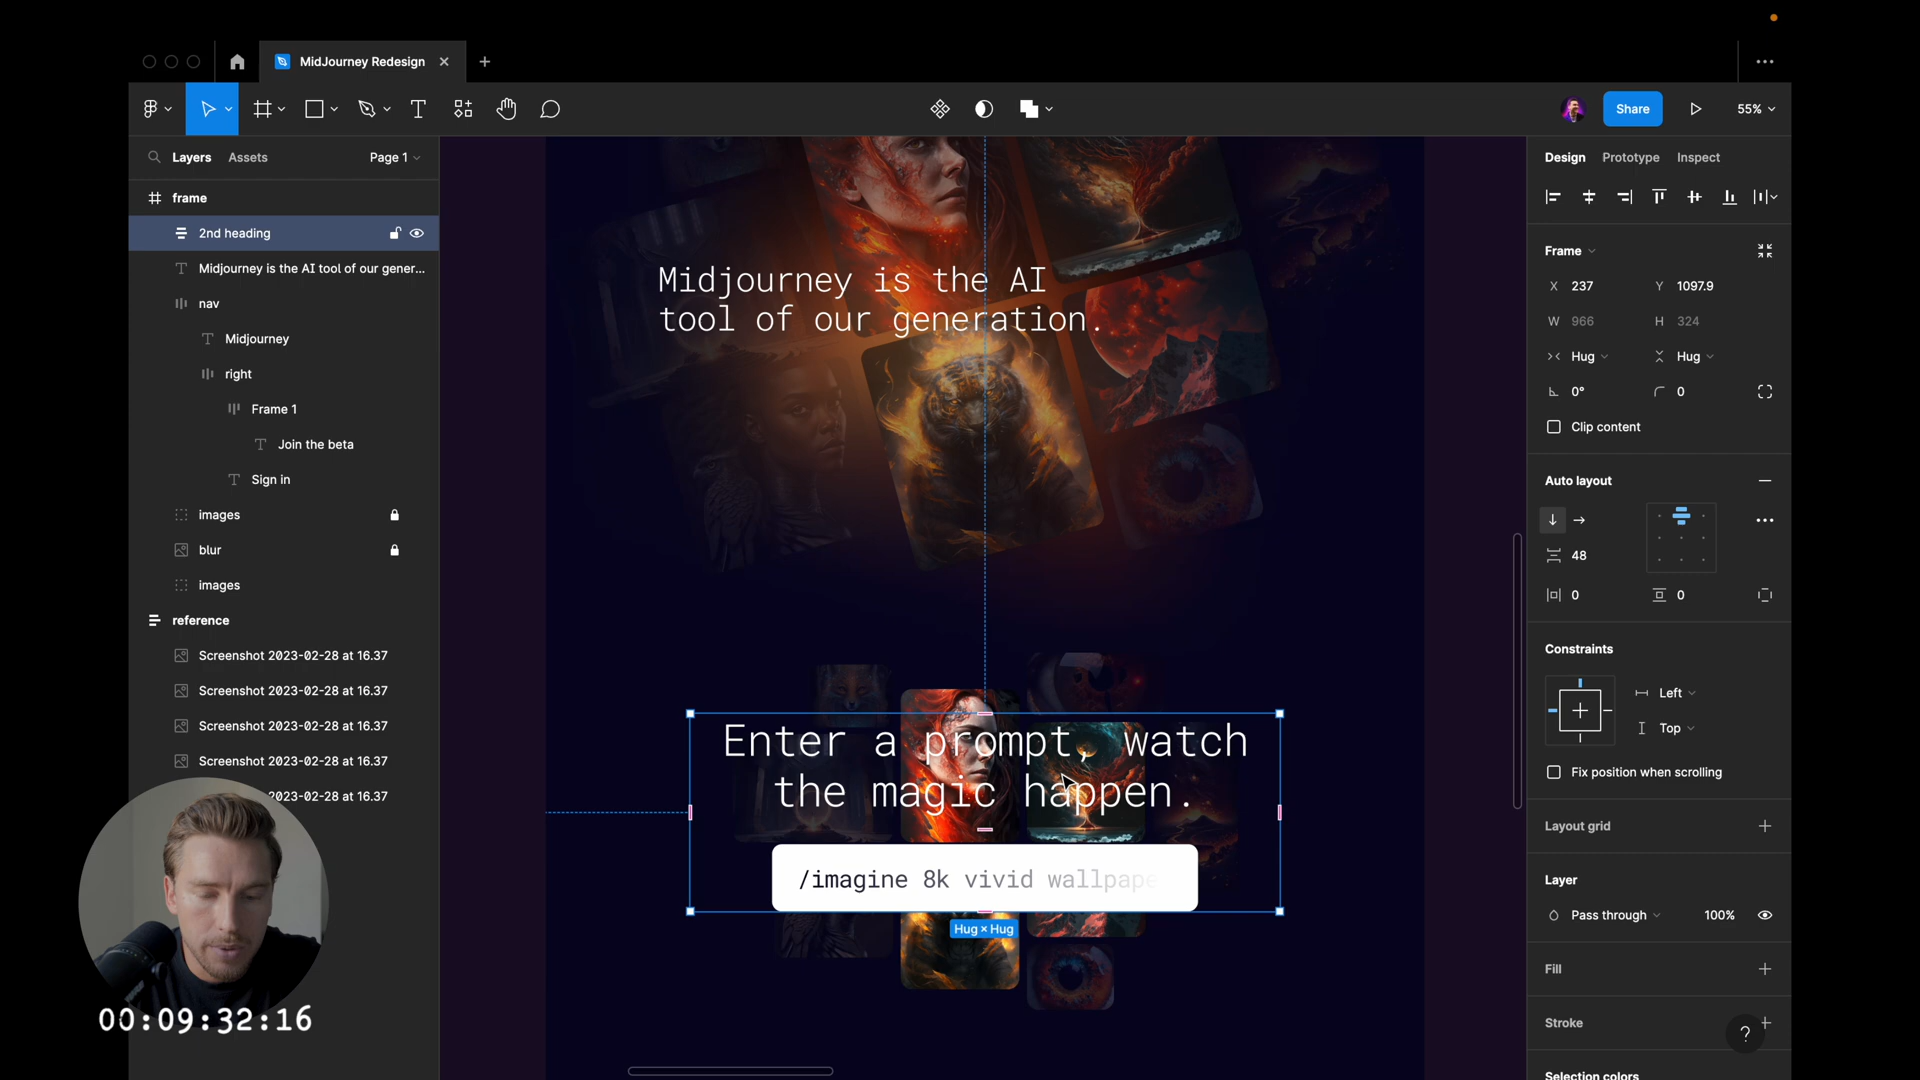 MidJourney Redesign
Share
55%
Layers
Assets
Page 1
Design
Prototype
Inspect
frame
2nd heading
Midjourney is the AI tool of our gener...
nav
Midjourney
right
Frame 1
Join the beta
Sign in
images
blur
images
reference
Screenshot 2023-02-28 at 16.37
Screenshot 2023-02-28 at 16.37
Screenshot 2023-02-28 at 16.37
Screenshot 2023-02-28 at 16.37
2023-02-28 at 16.37
00:09:32:16
Midjourney is the AI
tool of our generation.
Enter a prompt, watch
the magic happen.
/imagine 8k vivid wallpape
Hug × Hug
Frame
X 237
Y 1097.9
W 966
H 324
Hug
Hug
0°
0
Clip content
Auto layout
48
0
0
Constraints
Left
Top
Fix position when scrolling
Layout grid
Layer
Pass through
100%
Fill
Stroke
?
Selection colors